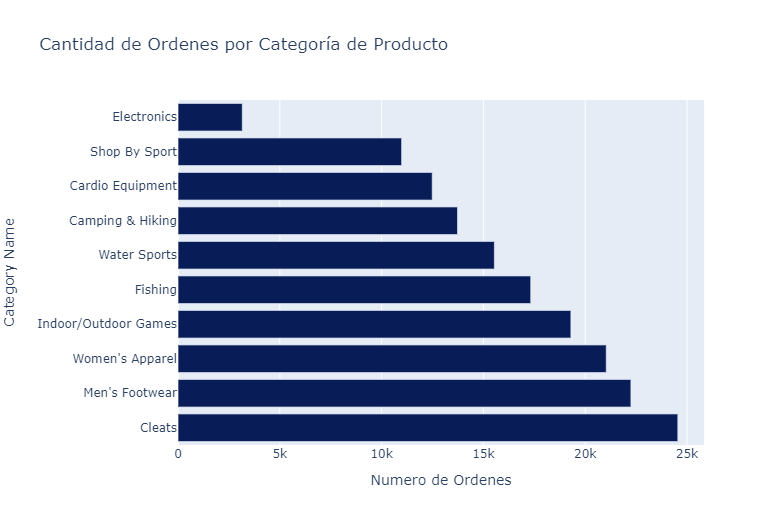 Cantidad de Ordenes por Categoría de Producto
Electronics
Shop By Sport
Cardio Equipment
Camping & Hiking
Water Sports
Fishing
Indoor/Outdoor Games
Women's Apparel
Men's Footwear
Cleats
Category Name
0 5k 10k 15k 20k 25k
Numero de Ordenes